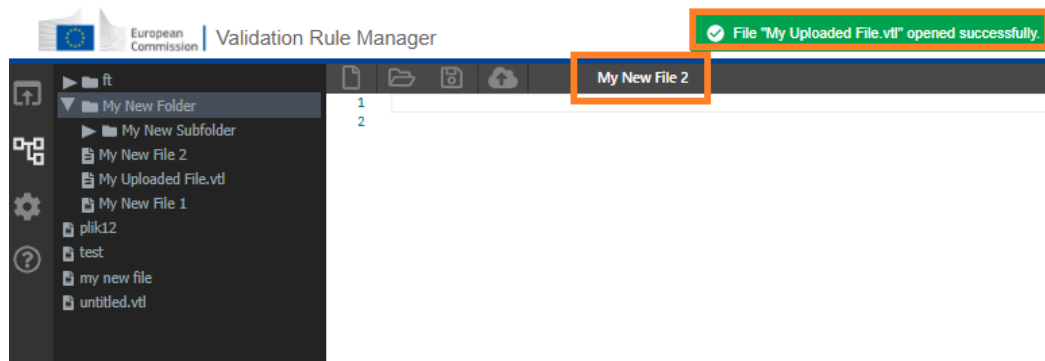 European
Commission
Validation Rule Manager
File "My Uploaded File.vtl" opened successfully.
ft
My New File 2
My New Folder
1
My New Subfolder
2
My New File 2
My Uploaded File.vtl
My New File 1
plik12
test
my new file
untitled.vtl